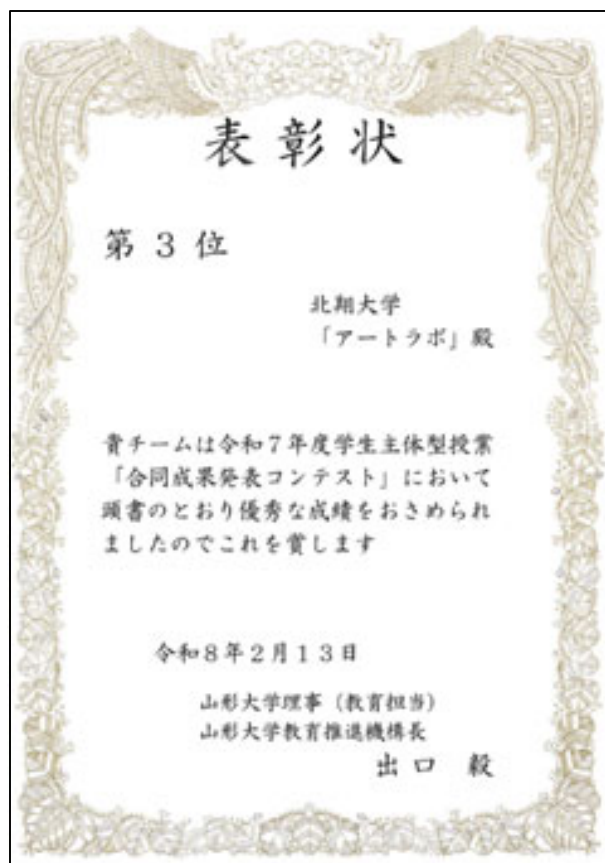 表彰状
第3位
北翔大学
「アートラボ」殿
貴チームは令和7年度学生主体型授業
「合同成果発表コンテスト」において
頭書のとおり優秀な成績をおさめられ
ましたのでこれを賞します
令和8年2月13日
山形大学理事（教育担当）
山形大学教育推進機構長
出口　毅